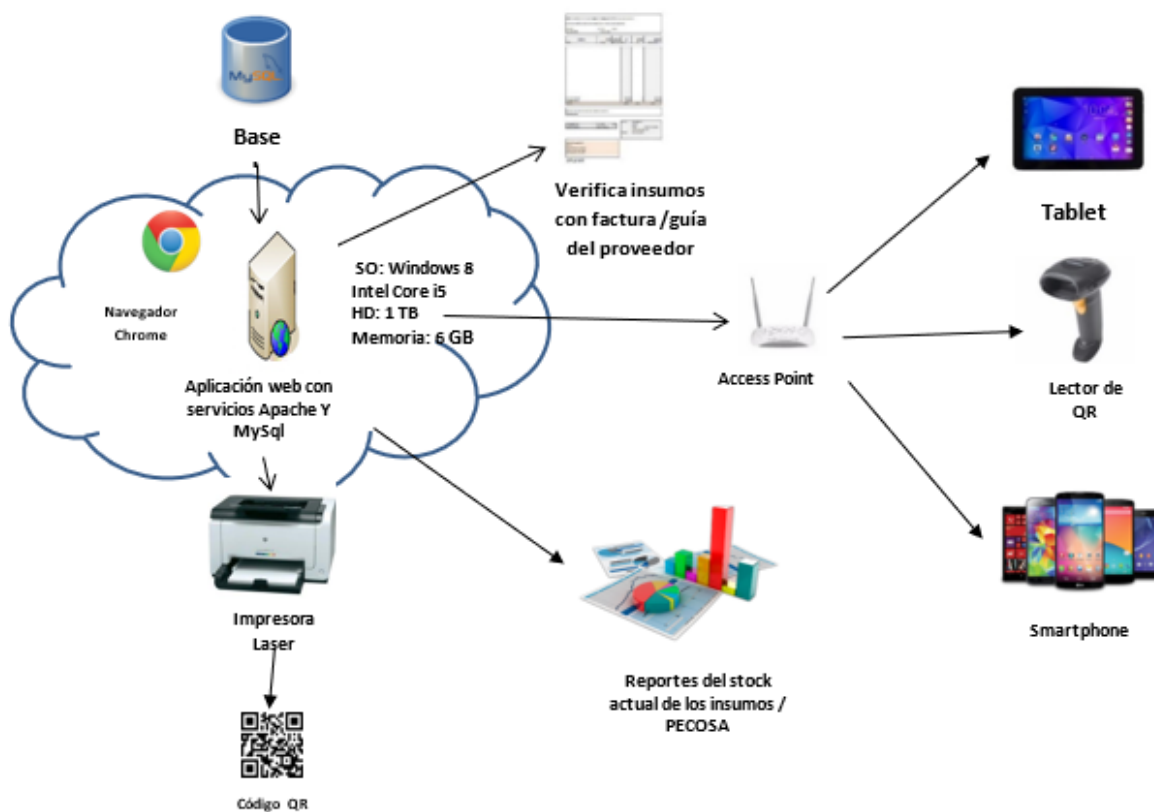 MySQL
Base
Verifica insumos
con factura /guía
del proveedor
Tablet
Navegador
Chrome
SO: Windows 8
Intel Core i5
HD: 1 TB
Memoria: 6 GB
Aplicación web con
servicios Apache Y
MySql
Access Point
Lector de
QR
Impresora
Laser
Reportes del stock
actual de los insumos /
PECOSA
Smartphone
Código QR